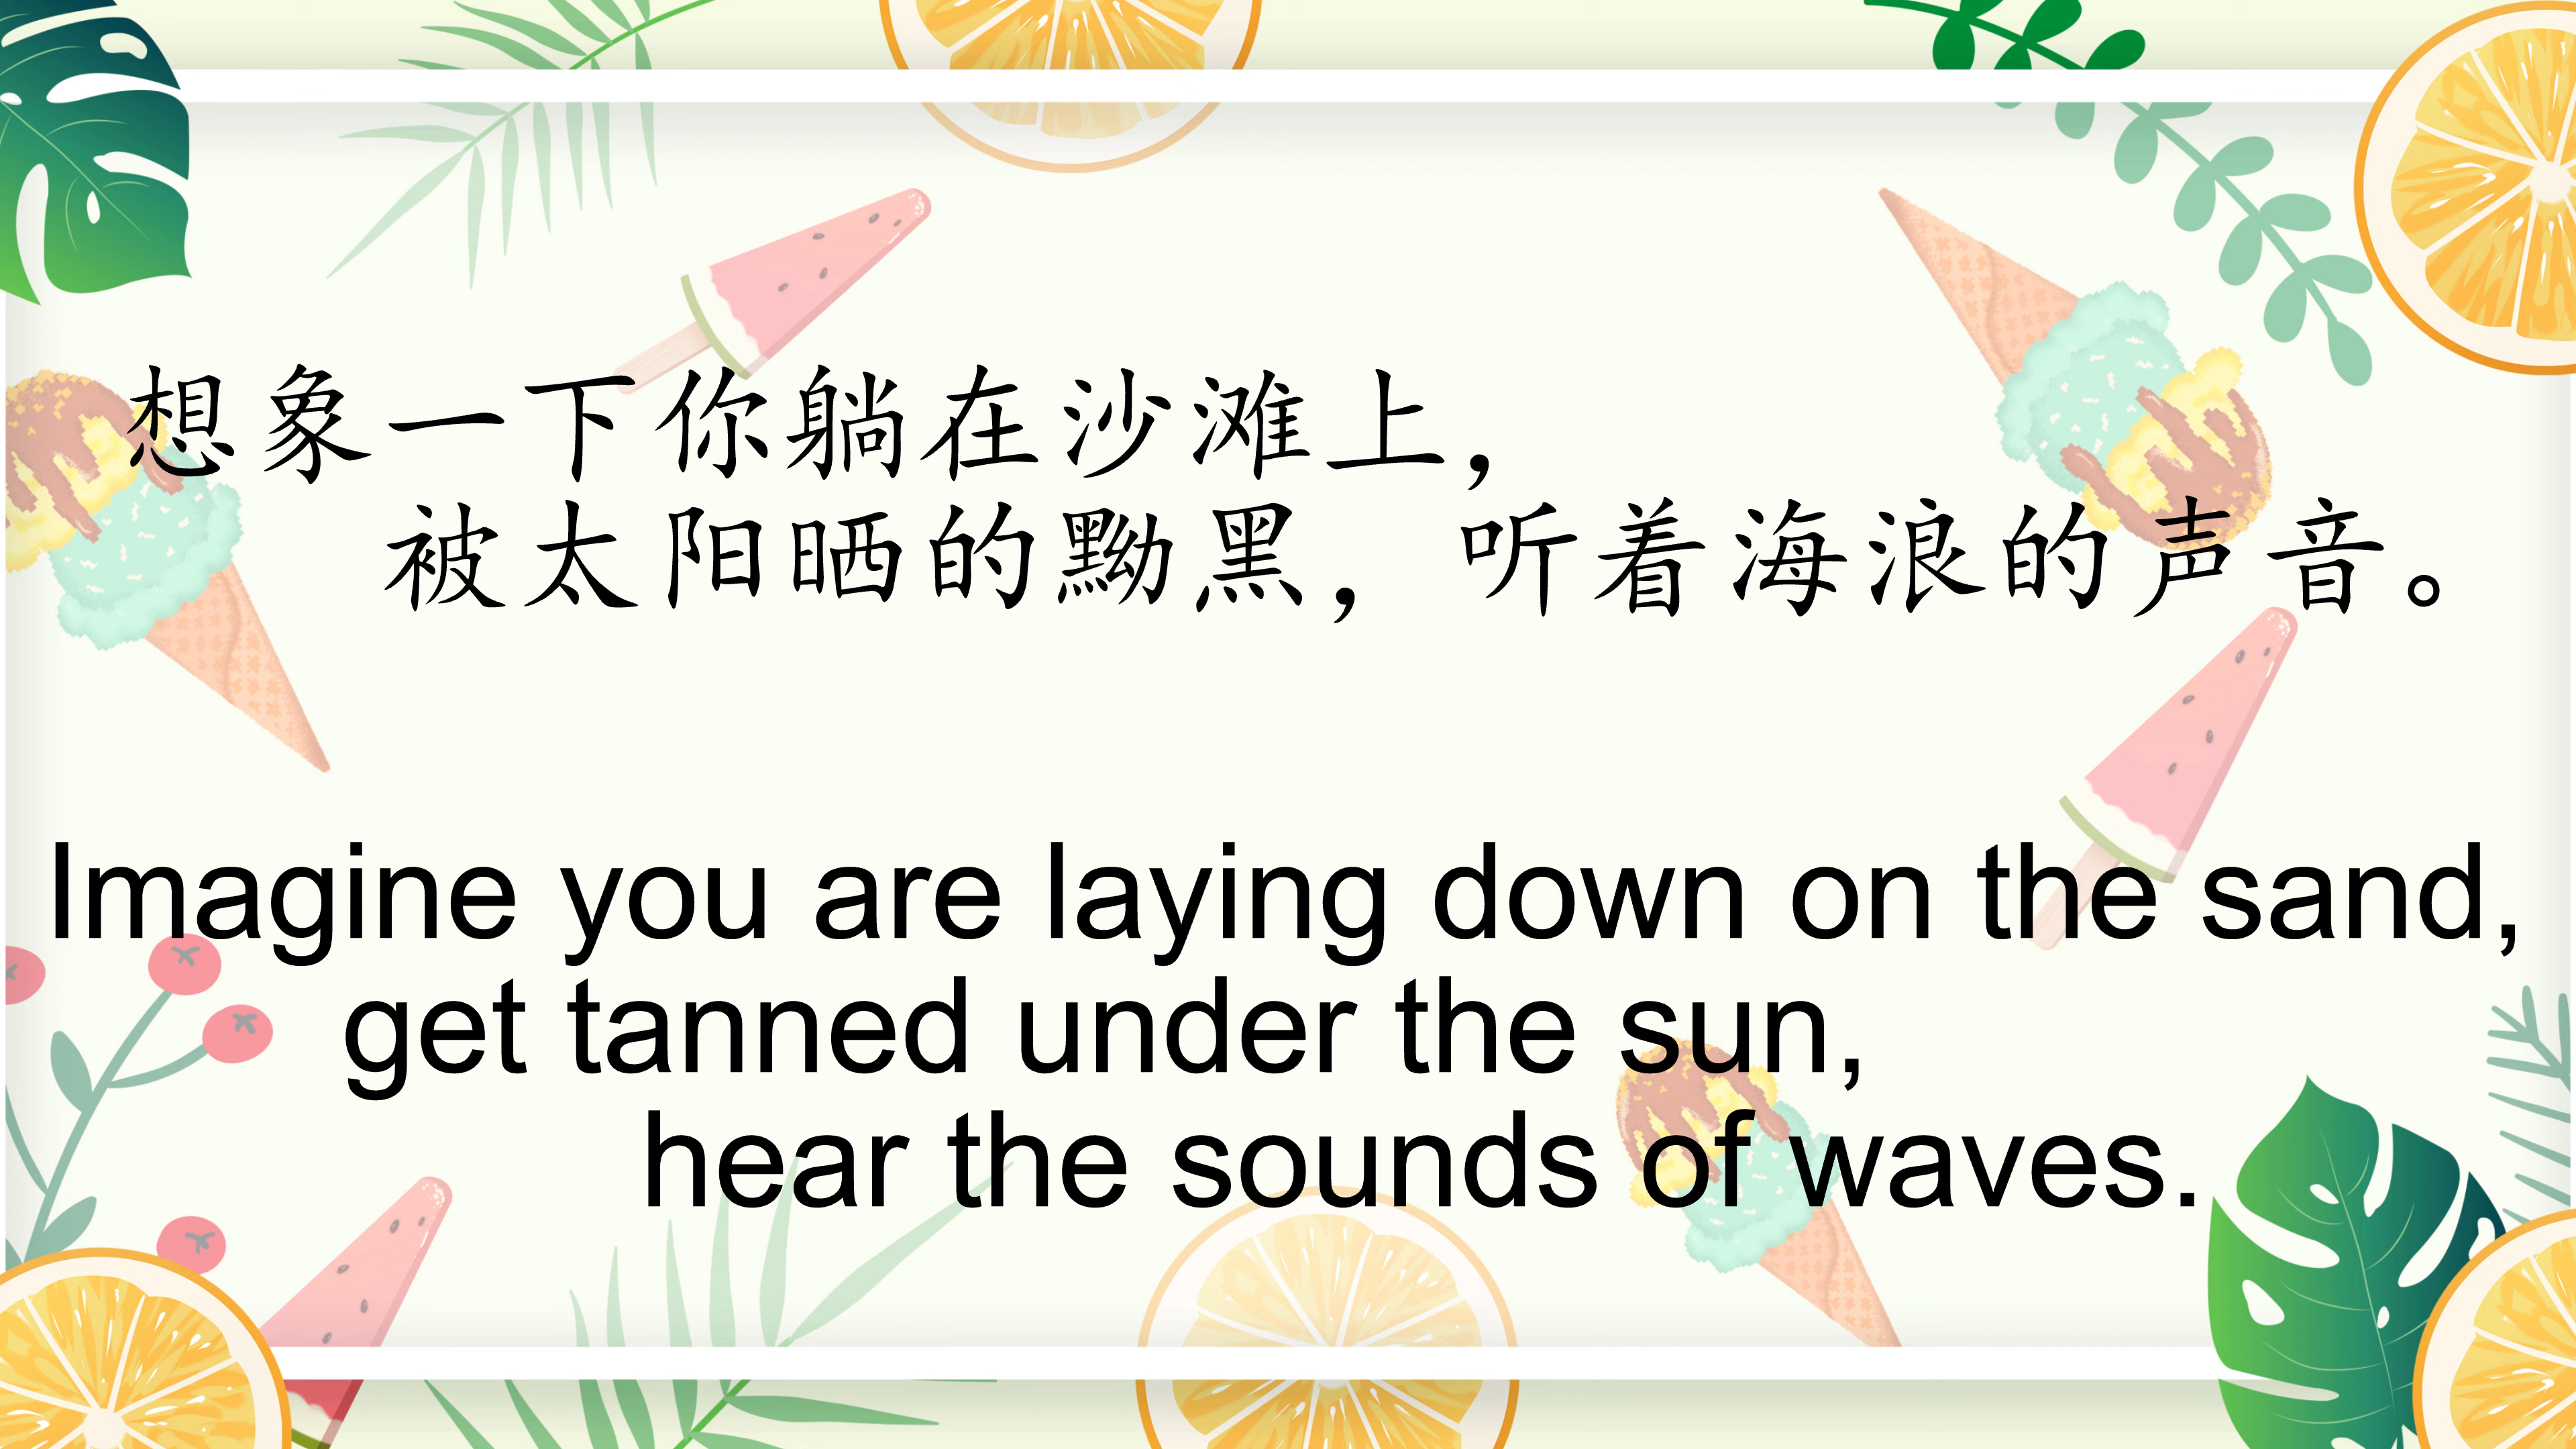 想象一下你躺在沙滩上，
被太阳晒的黝黑，听着海浪的声音。
Imagine you are laying down on the sand,
get tanned under the sun,
hear the sounds of waves.